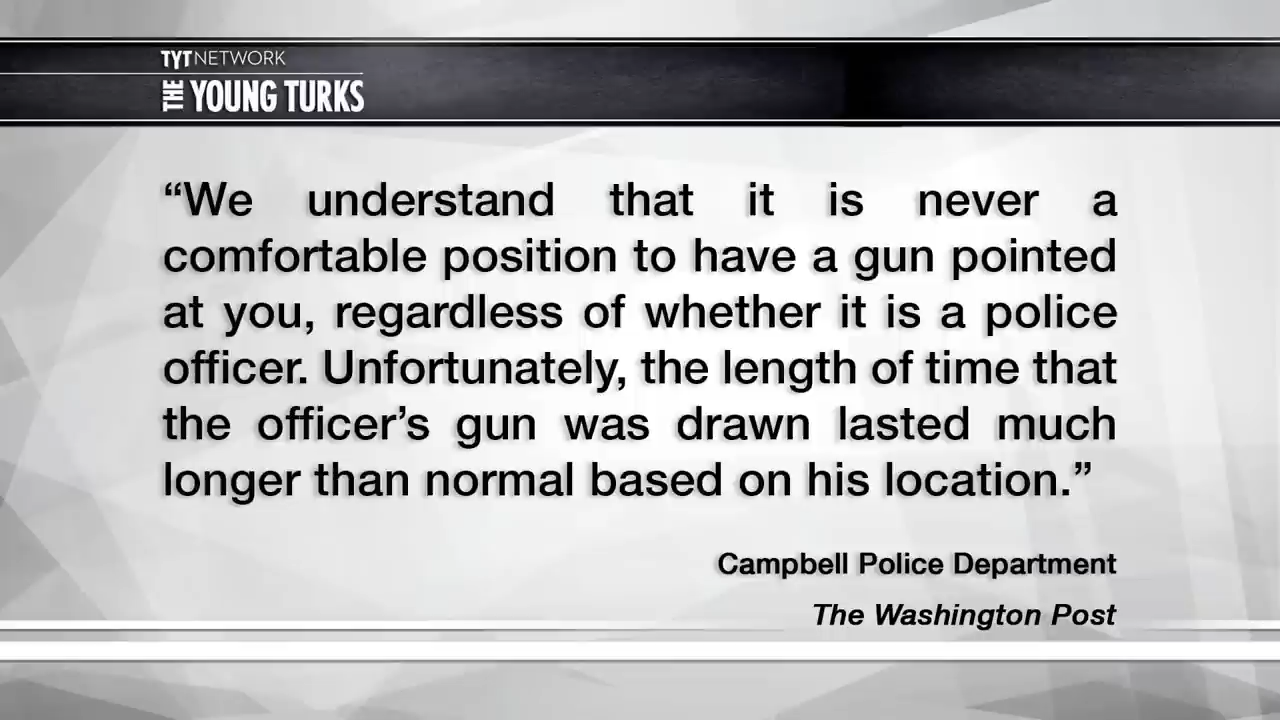 TYTNETWORK
THE YOUNG TURKS
“We understand that it is never a
comfortable position to have a gun pointed
at you, regardless of whether it is a police
officer. Unfortunately, the length of time that
the officer’s gun was drawn lasted much
longer than normal based on his location.”
Campbell Police Department
The Washington Post